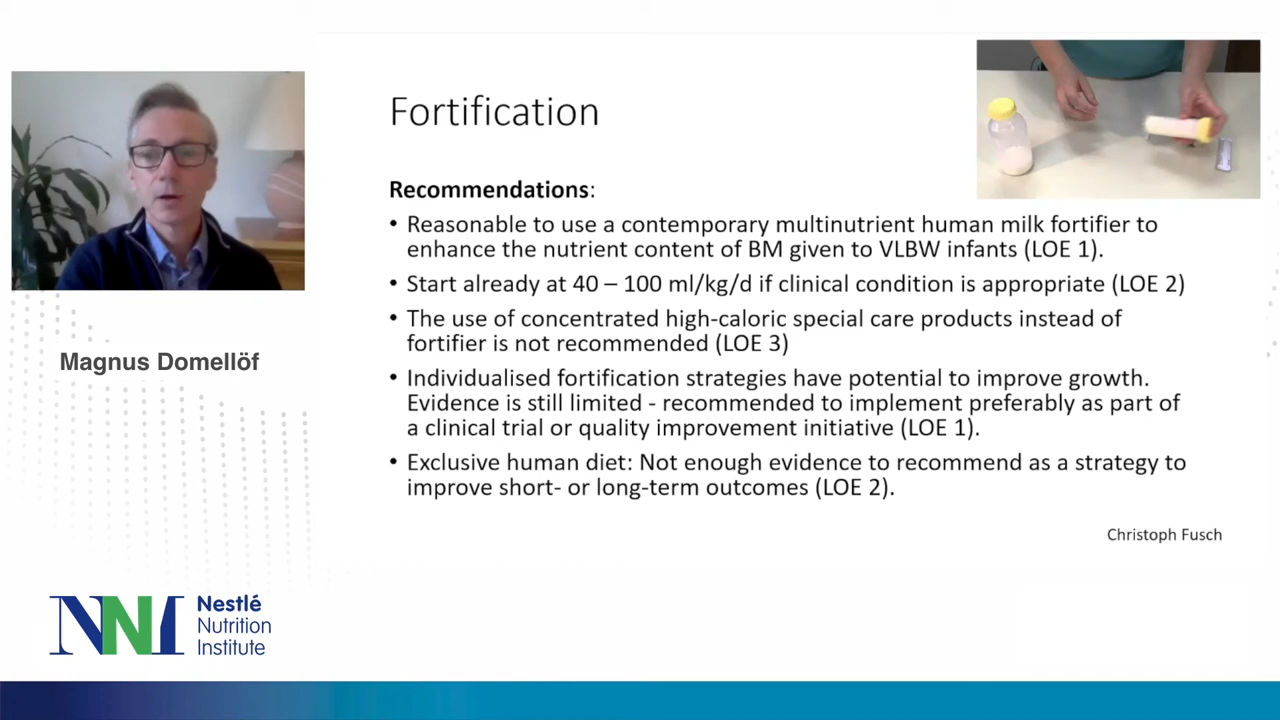 Fortification
Recommendations:
• Reasonable to use a contemporary multinutrient human milk fortifier to
enhance the nutrient content of BM given to VLBW infants (LOE 1).
• Start already at 40 – 100 ml/kg/d if clinical condition is appropriate (LOE 2)
• The use of concentrated high-caloric special care products instead of
fortifier is not recommended (LOE 3)
• Individualised fortification strategies have potential to improve growth.
Evidence is still limited - recommended to implement preferably as part of
a clinical trial or quality improvement initiative (LOE 1).
• Exclusive human diet: Not enough evidence to recommend as a strategy to
improve short- or long-term outcomes (LOE 2).
Christoph Fusch
Magnus Domellöf
NNI
Nestlé
Nutrition
Institute